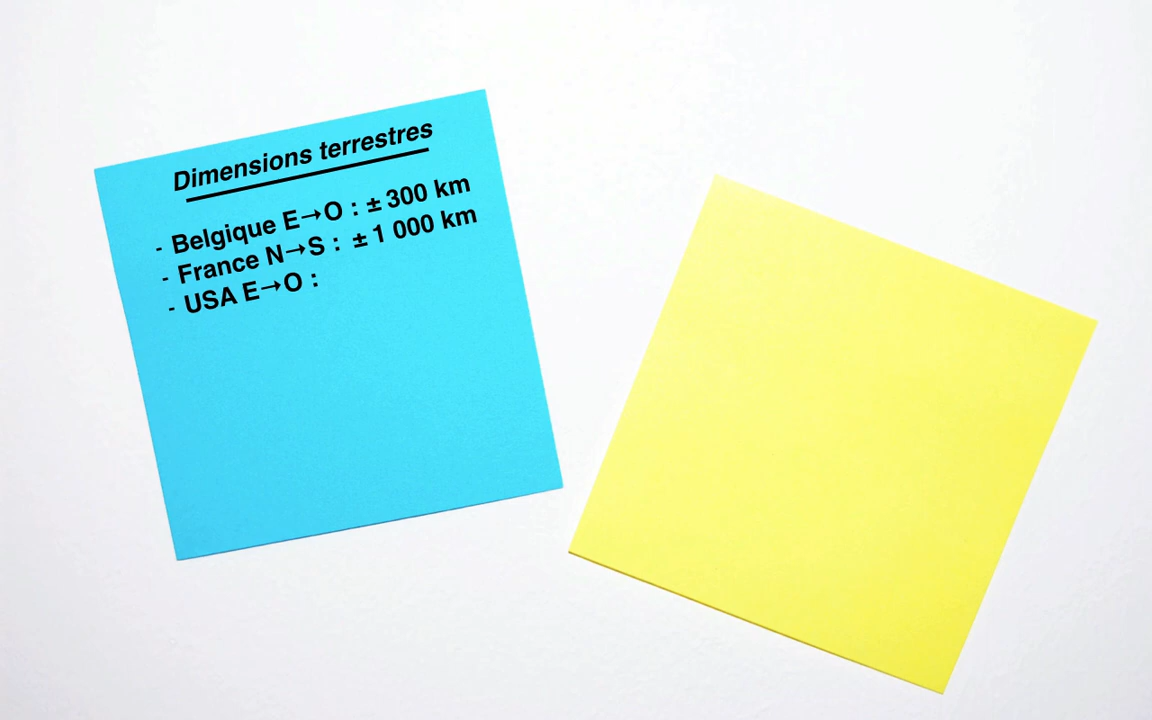 Dimensions terrestres
- Belgique E→O : ± 300 km
- France N→S : ± 1 000 km
- USA E→O :